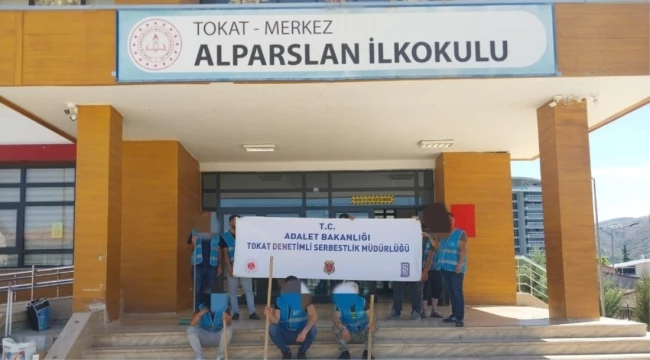 TOKAT - MERKEZ
ALPARSLAN İLKOKULU
T.C.
ADALET BAKANLIĞI
TOKAT DENETİMLİ SERBESTLİK MÜDÜRLÜĞÜ